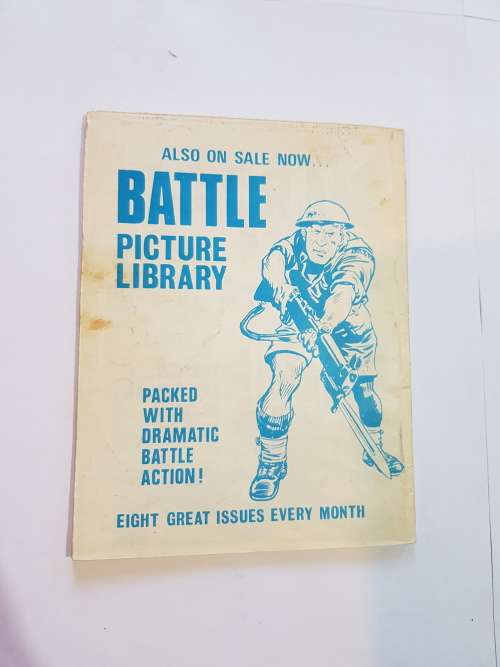 ALSO ON SALE NOW...
BATTLE
PICTURE
LIBRARY
PACKED
WITH
DRAMATIC
BATTLE
ACTION!
EIGHT GREAT ISSUES EVERY MONTH